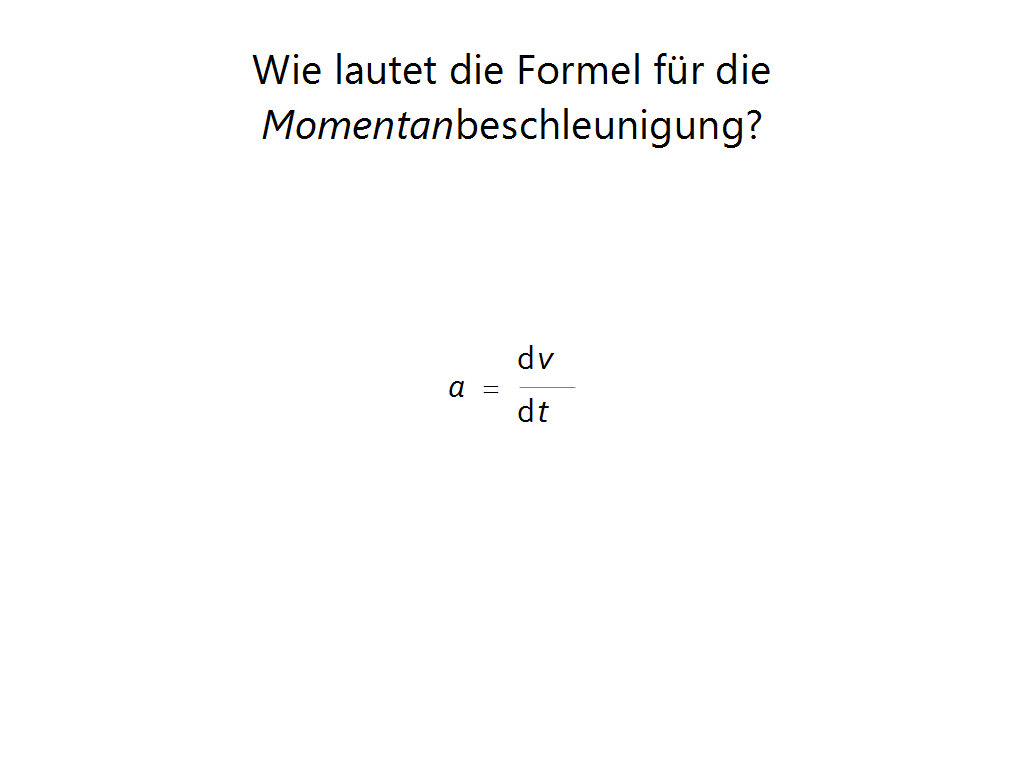 Wie lautet die Formel für die
Momentanbeschleunigung?
dv
a =
dt